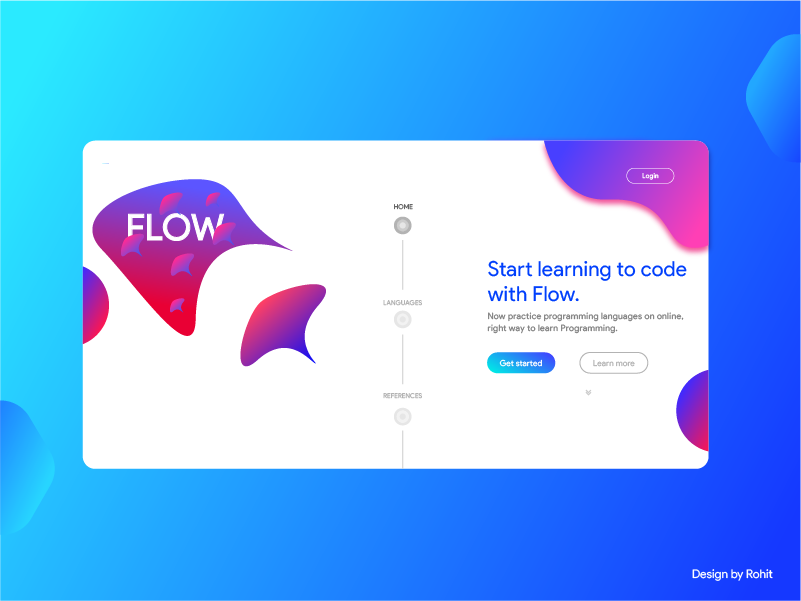 FLOW
HOME
LANGUAGES
REFERENCES
Login
Start learning to code
with Flow.
Now practice programming languages on online,
right way to learn Programming.
Get started
Learn more
Design by Rohit